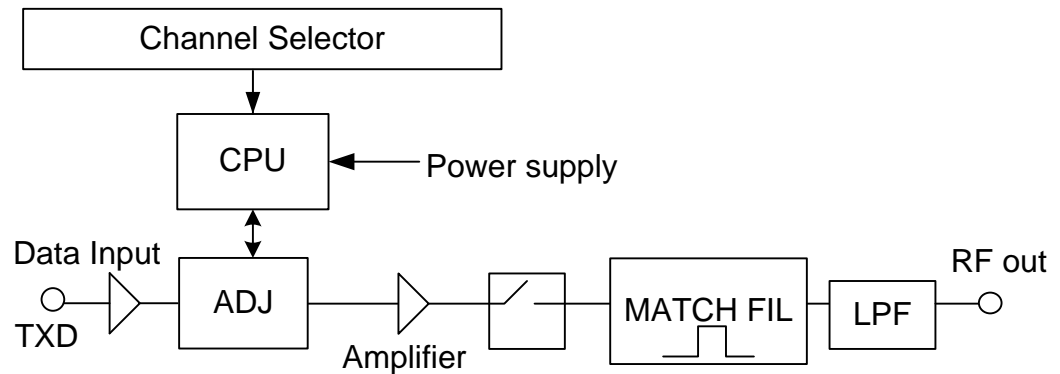 Channel Selector
CPU
Power supply
Data Input
TXD
ADJ
Amplifier
MATCH FIL
LPF
RF out